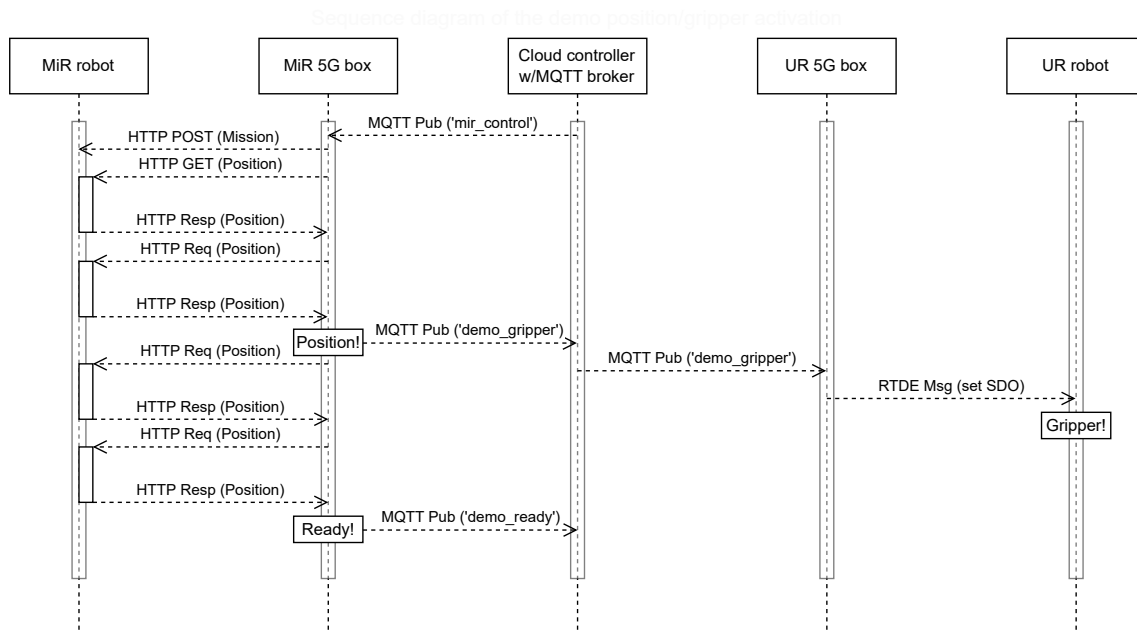 Sequence diagram of the demo position/gripper activation
MiR robot
MiR 5G box
Cloud controller
w/MQTT broker
UR 5G box
UR robot
MQTT Pub ('mir_control')
HTTP POST (Mission)
HTTP GET (Position)
HTTP Resp (Position)
HTTP Req (Position)
HTTP Resp (Position)
Position!
MQTT Pub ('demo_gripper')
HTTP Req (Position)
MQTT Pub ('demo_gripper')
RTDE Msg (set SDO)
HTTP Resp (Position)
Gripper!
HTTP Req (Position)
HTTP Resp (Position)
Ready!
MQTT Pub ('demo_ready')